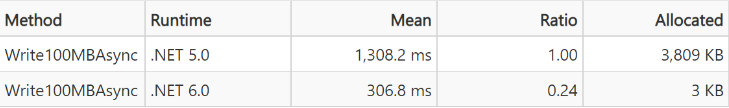 Method Runtime Mean Ratio Allocated
Write100MBAsync .NET 5.0 1,308.2 ms 1.00 3,809 KB
Write100MBAsync .NET 6.0 306.8 ms 0.24 3 KB